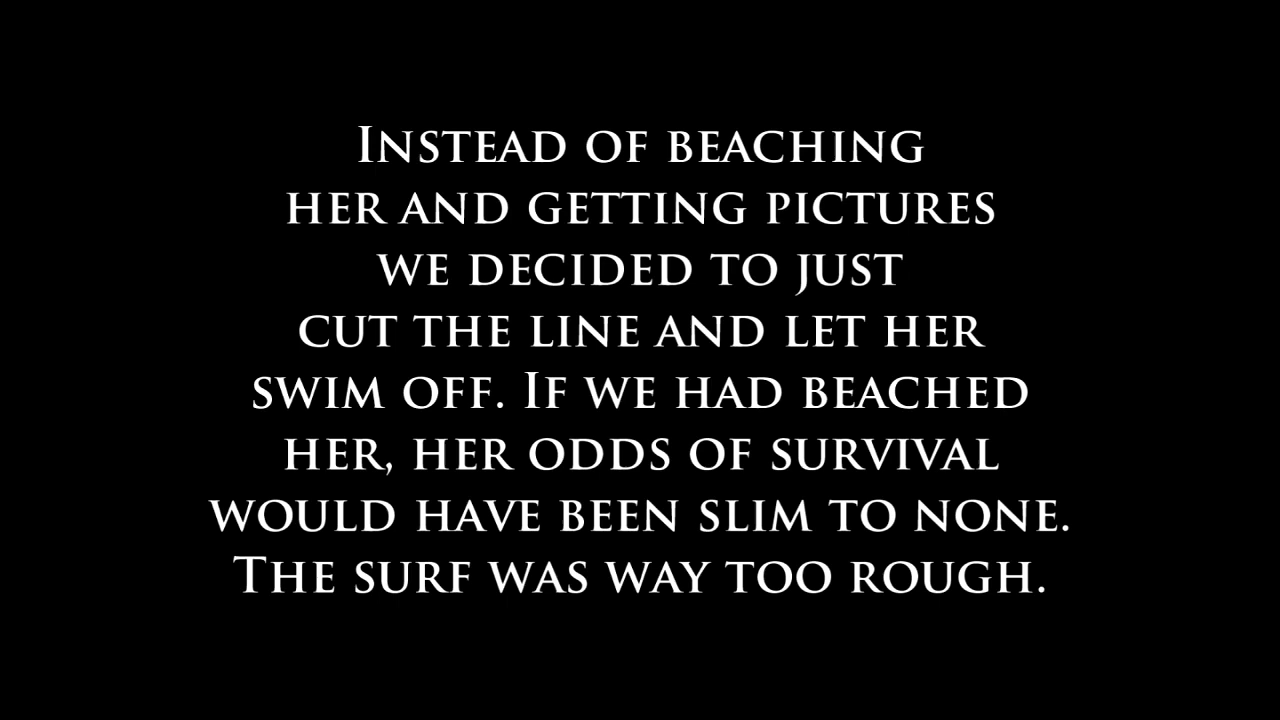 Instead of beaching
her and getting pictures
we decided to just
cut the line and let her
swim off. If we had beached
her, her odds of survival
would have been slim to none.
The surf was way too rough.